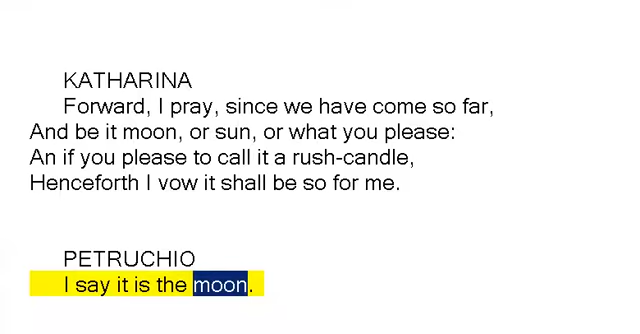 KATHARINA
Forward, I pray, since we have come so far,
And be it moon, or sun, or what you please:
An if you please to call it a rush-candle,
Henceforth I vow it shall be so for me.
PETRUCHIO
I say it is the moon.